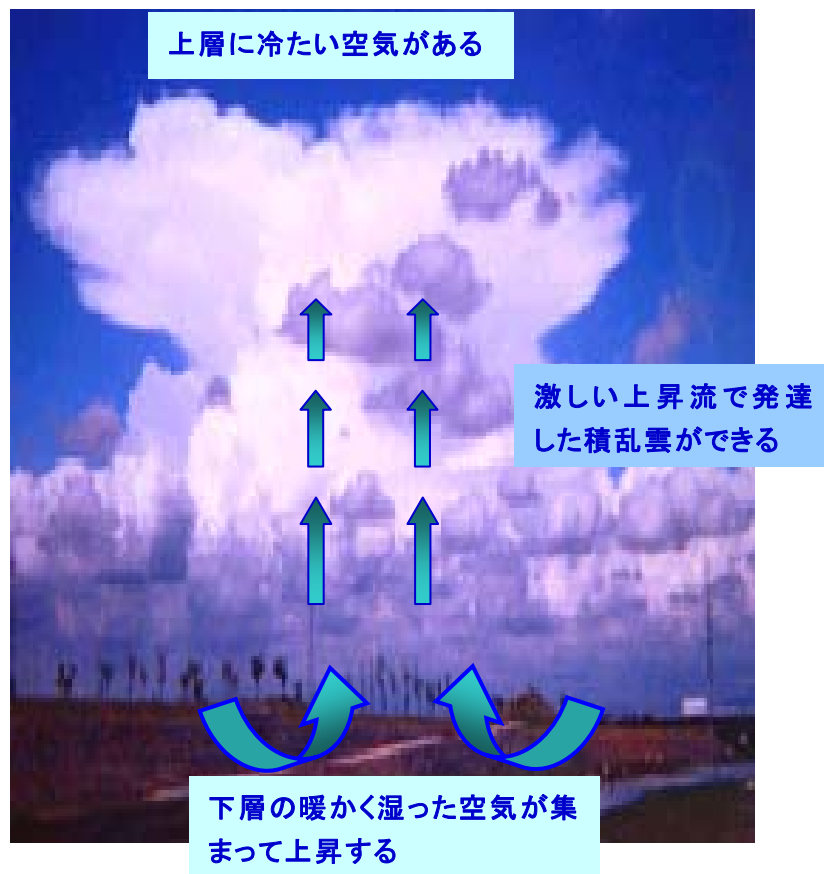 上層に冷たい空気がある
激しい上昇流で発達
した積乱雲ができる
下層の暖かく湿った空気が集
まって上昇する